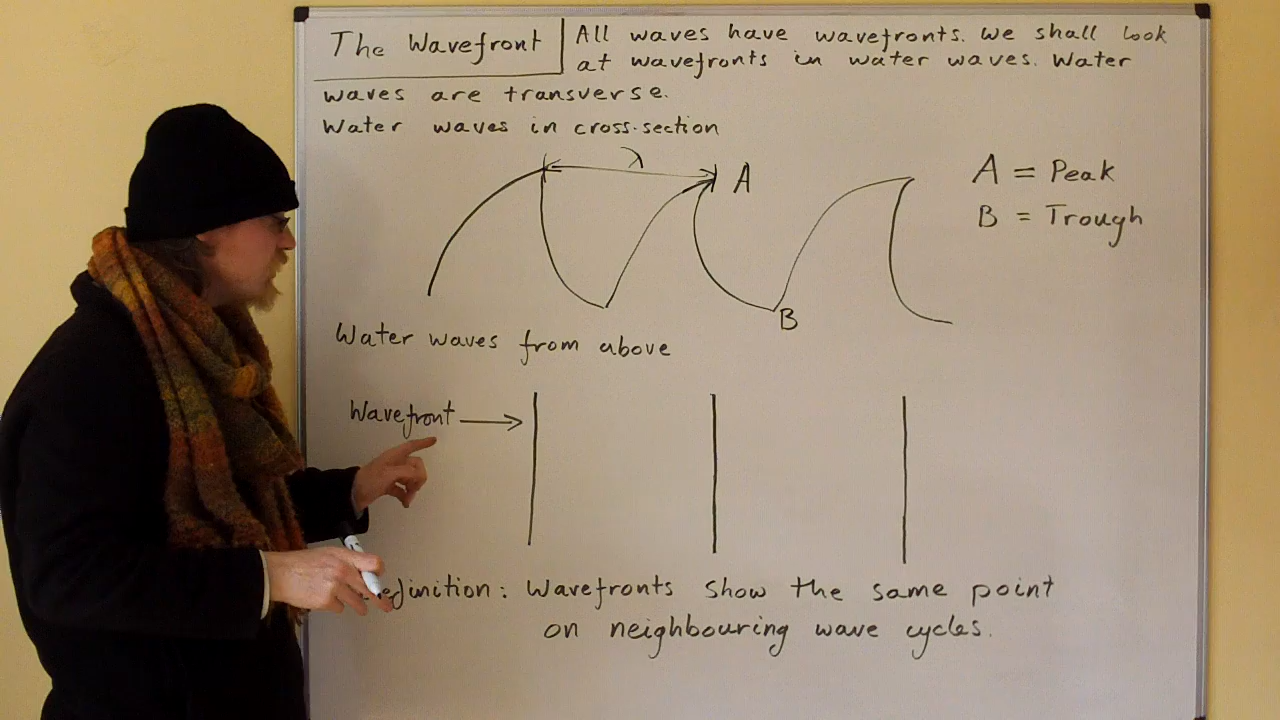 The Wavefront
All waves have wavefronts. We shall look
at wavefronts in water waves. Water
waves are transverse.
Water waves in cross-section
λ
A
A = Peak
B = Trough
B
Water waves from above
Wavefront
Wavefronts show the same point
on neighbouring wave cycles.